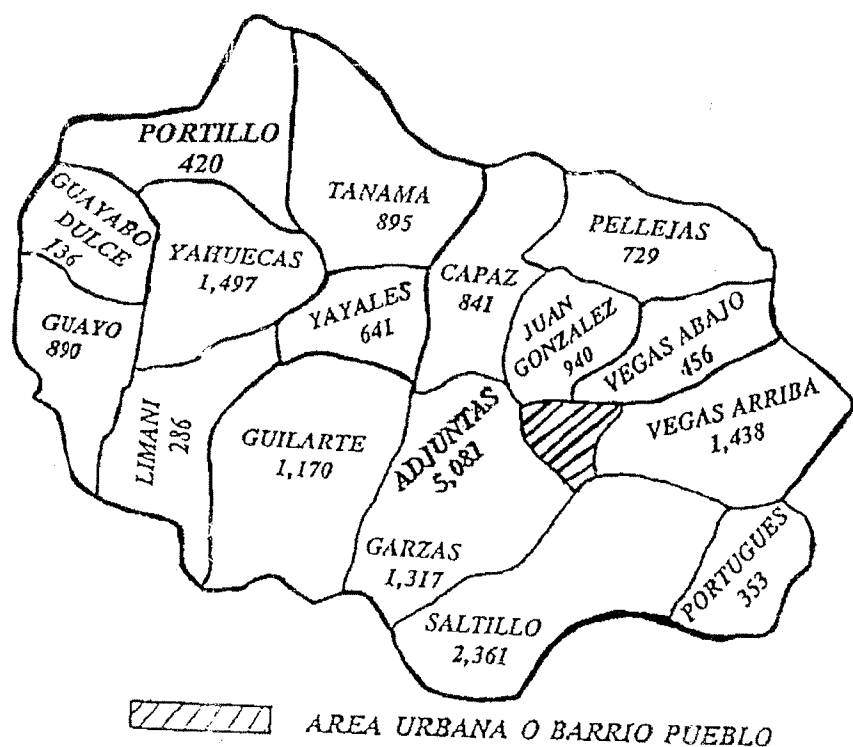 PORTILLO
420
GUAYABO
DULCE
136
TANAMA
895
YAHUECAS
1,497
PELLEJAS
729
CAPAZ
841
GUAYO
890
YAYALES
641
JUAN
GONZALEZ
940
VEGAS ABAJO
456
LIMANI
286
GUILARTE
1,170
ADJUNTAS
5,081
VEGAS ARRIBA
1,438
GARZAS
1,317
PORTUGUES
353
SALTILLO
2,361
AREA URBANA O BARRIO PUEBLO